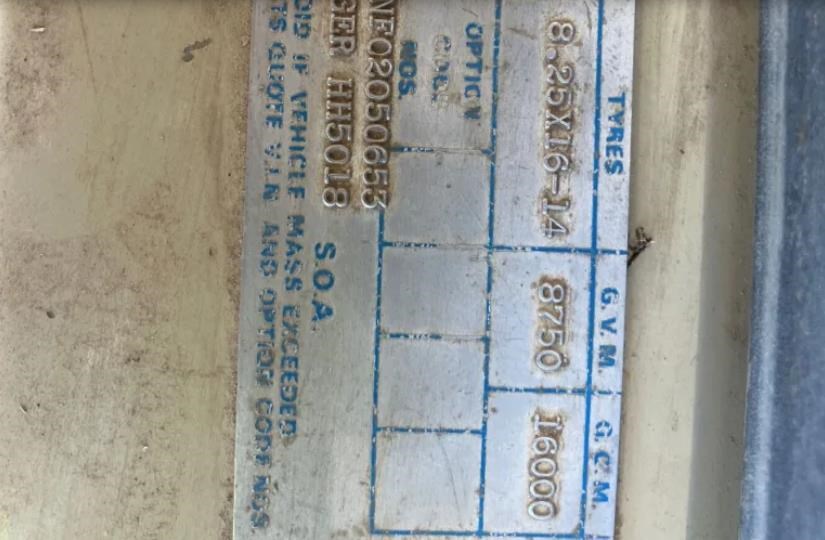 TYRES G.V.M. G.C.M.
8.25X16-14 8750 16000
OPTION
CODE
NOS.
NE02050653
GER HH5018 S.O.A.
OID IF VEHICLE MASS EXCEEDED
TS QUOTE V.I.N. AND OPTION CODE NOS.